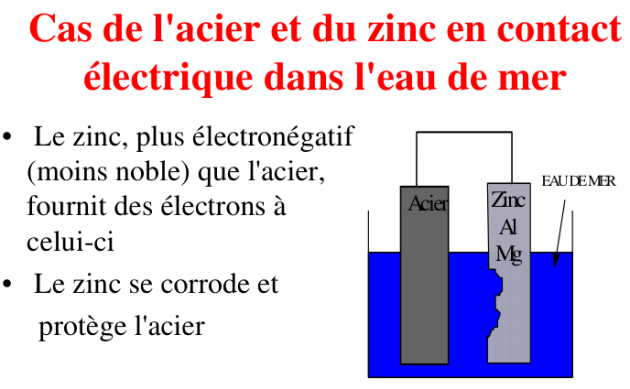 Cas de l'acier et du zinc en contact
électrique dans l'eau de mer
• Le zinc, plus électronégatif
(moins noble) que l'acier,
fournit des électrons à
celui-ci
• Le zinc se corrode et
protège l'acier
Acier
Zinc
Al
Mg
EAU DE MER